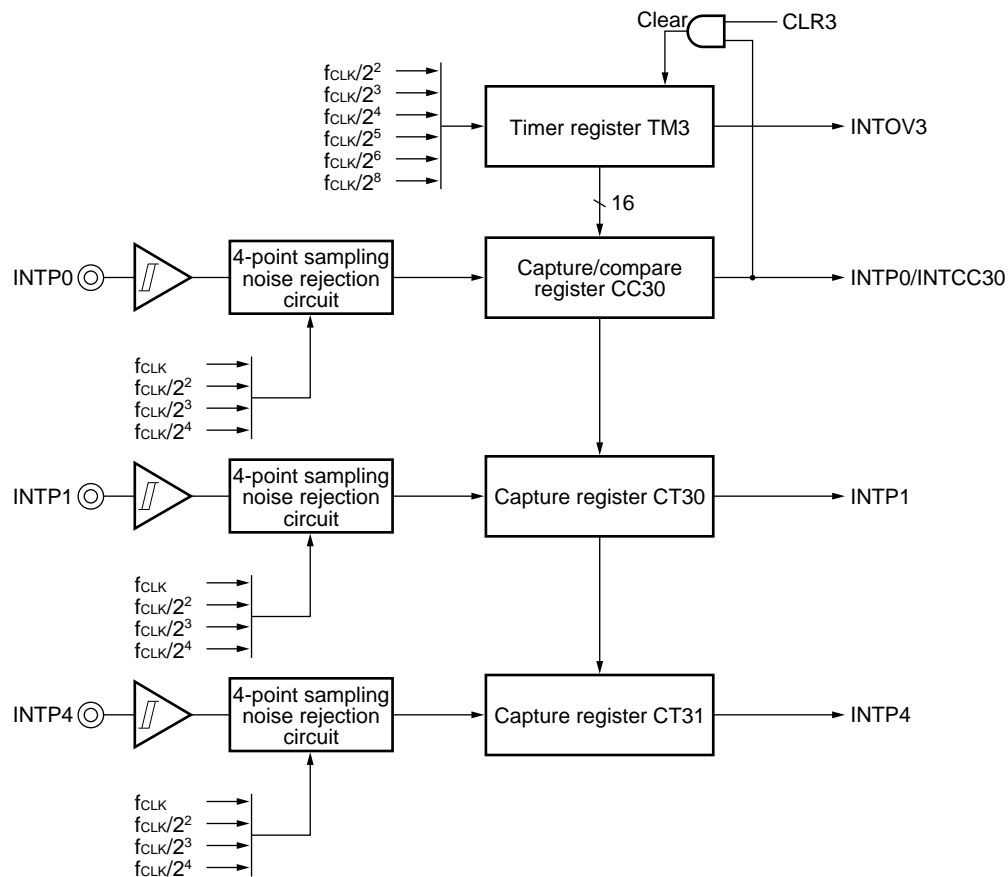 Clear
CLR3
fCLK/2²
fCLK/2³
fCLK/2⁴
fCLK/2⁵
fCLK/2⁶
fCLK/2⁸
Timer register TM3
INTOV3
16
INTP0
4-point sampling
noise rejection
circuit
Capture/compare
register CC30
INTP0/INTCC30
fCLK
fCLK/2²
fCLK/2³
fCLK/2⁴
INTP1
4-point sampling
noise rejection
circuit
Capture register CT30
INTP1
fCLK
fCLK/2²
fCLK/2³
fCLK/2⁴
INTP4
4-point sampling
noise rejection
circuit
Capture register CT31
INTP4
fCLK
fCLK/2²
fCLK/2³
fCLK/2⁴